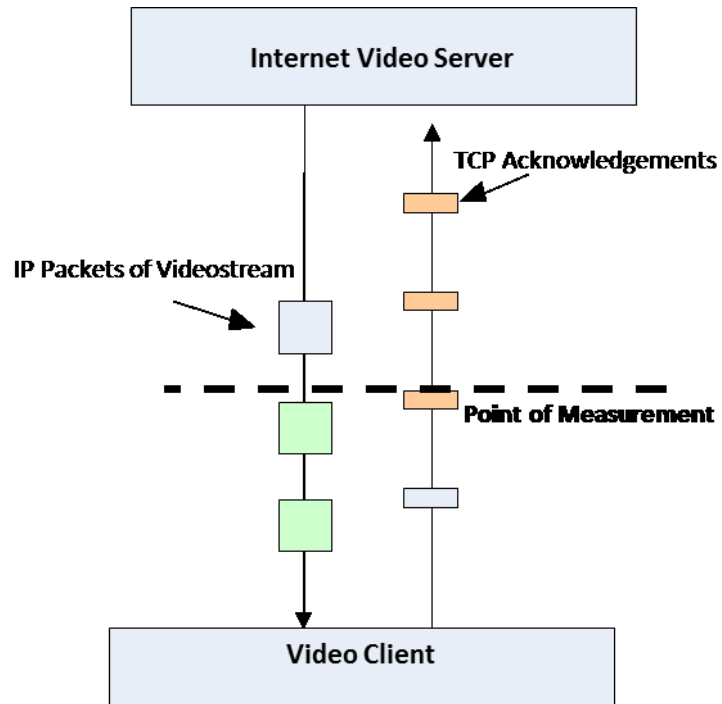 Internet Video Server
TCP Acknowledgements
IP Packets of Videostream
Point of Measurement
Video Client